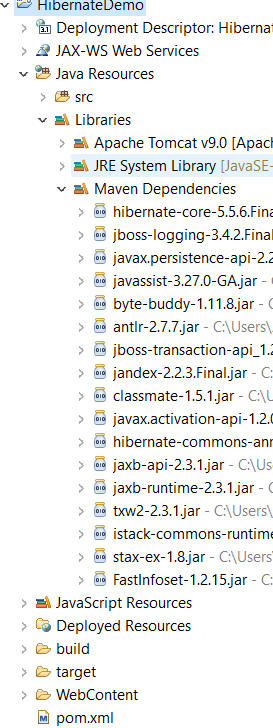 HibernateDemo
Deployment Descriptor: Hibernat
JAX-WS Web Services
Java Resources
src
Libraries
Apache Tomcat v9.0 [Apach
JRE System Library [JavaSE-
Maven Dependencies
hibernate-core-5.5.6.Fina
jboss-logging-3.4.2.Final
javax.persistence-api-2.2
javassist-3.27.0-GA.jar -
byte-buddy-1.11.8.jar - C:
antlr-2.7.7.jar - C:\Users\
jboss-transaction-api_1.2
jandex-2.2.3.Final.jar - C:
classmate-1.5.1.jar - C:\U
javax.activation-api-1.2.0
hibernate-commons-ann
jaxb-api-2.3.1.jar - C:\Use
jaxb-runtime-2.3.1.jar - C
txw2-2.3.1.jar - C:\Users\
istack-commons-runtime
stax-ex-1.8.jar - C:\Users\
FastInfoset-1.2.15.jar - C:
JavaScript Resources
Deployed Resources
build
target
WebContent
pom.xml